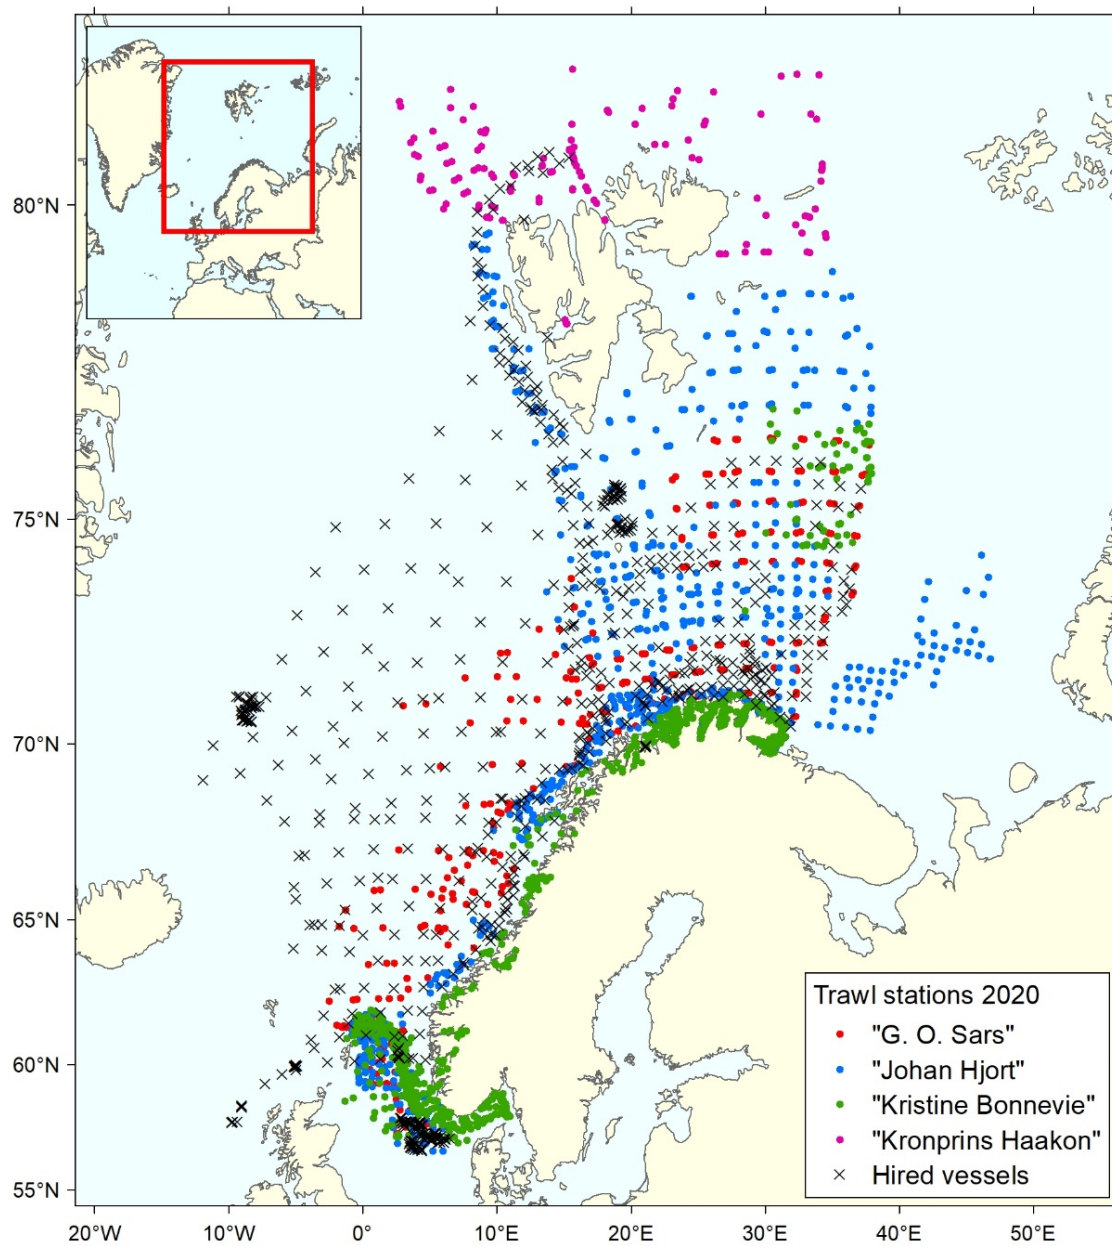 80°N
75°N
70°N
65°N
60°N
55°N
Trawl stations 2020
"G. O. Sars"
"Johan Hjort"
"Kristine Bonnevie"
"Kronprins Haakon"
Hired vessels
20°W 10°W 0° 10°E 20°E 30°E 40°E 50°E